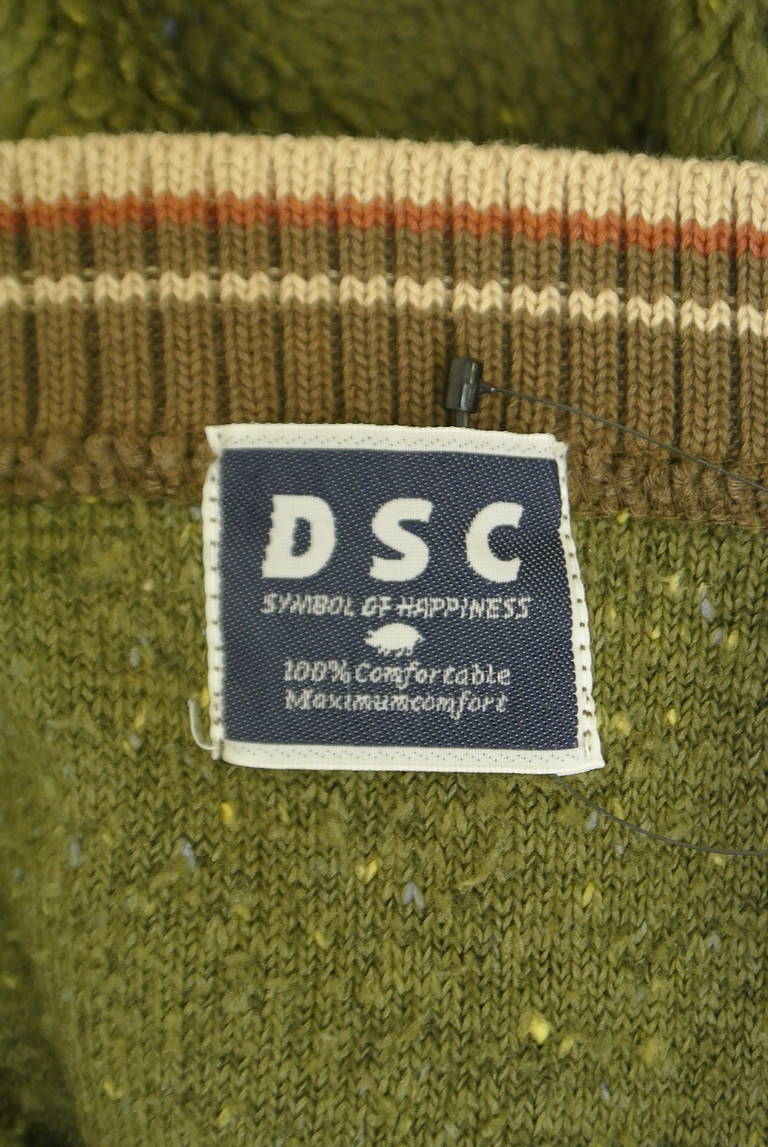 DSC
SYMBOL OF HAPPINESS
100% Comfortable
Maximumcomfort